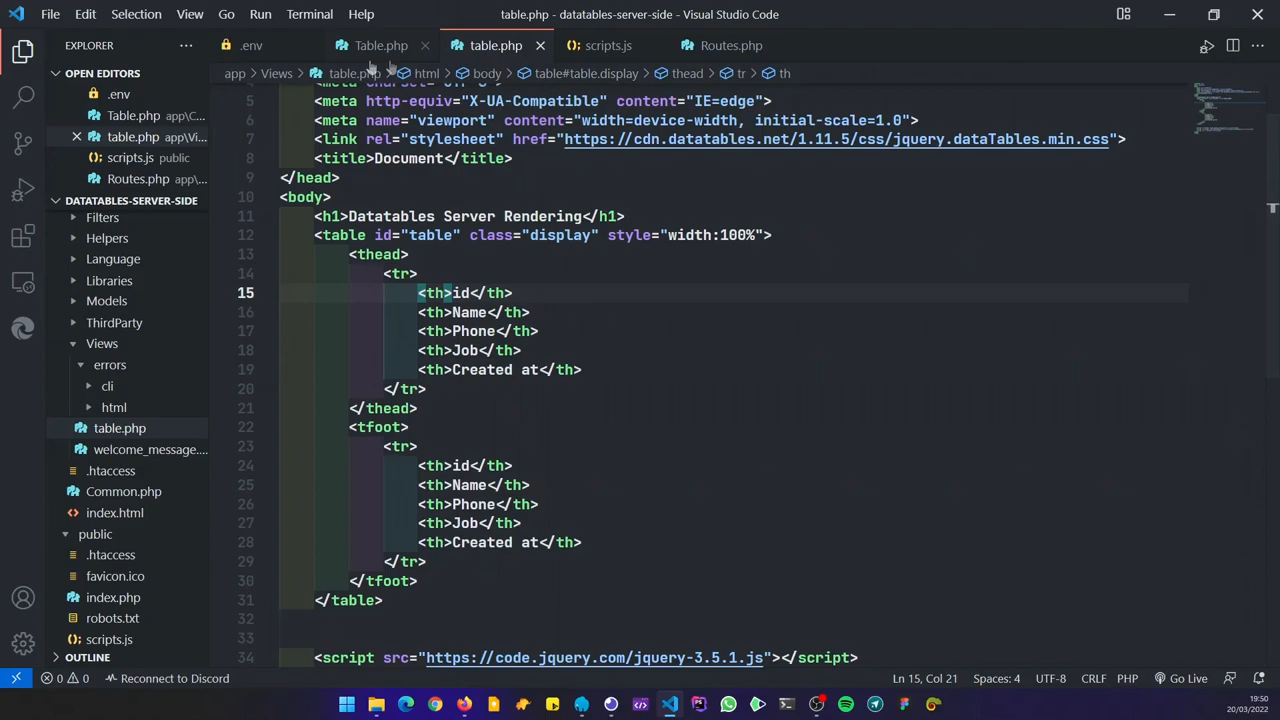 File Edit Selection View Go Run Terminal Help table.php - datatables-server-side - Visual Studio Code
EXPLORER
.env Table.php table.php scripts.js Routes.php
app Views table.php html body table#table.display thead tr th
OPEN EDITORS
.env
Table.php app\C...
table.php app\Vi...
scripts.js public
Routes.php app\...
DATATABLES-SERVER-SIDE
Filters
Helpers
Language
Libraries
Models
ThirdParty
Views
errors
cli
html
table.php
welcome_message....
.htaccess
Common.php
index.html
public
.htaccess
favicon.ico
index.php
robots.txt
scripts.js
OUTLINE
5 <meta http-equiv="X-UA-Compatible" content="IE=edge">
6 <meta name="viewport" content="width=device-width, initial-scale=1.0">
7 <link rel="stylesheet" href="https://cdn.datatables.net/1.11.5/css/jquery.dataTables.min.css">
8 <title>Document</title>
9 </head>
10 <body>
11 <h1>Datatables Server Rendering</h1>
12 <table id="table" class="display" style="width:100%">
13 <thead>
14 <tr>
15 <th>id</th>
16 <th>Name</th>
17 <th>Phone</th>
18 <th>Job</th>
19 <th>Created at</th>
20 </tr>
21 </thead>
22 <tfoot>
23 <tr>
24 <th>id</th>
25 <th>Name</th>
26 <th>Phone</th>
27 <th>Job</th>
28 <th>Created at</th>
29 </tr>
30 </tfoot>
31 </table>
32
33
34 <script src="https://code.jquery.com/jquery-3.5.1.js"></script>
0 0 Reconnect to Discord Ln 15, Col 21 Spaces: 4 UTF-8 CRLF PHP Go Live
19:50
20/03/2022